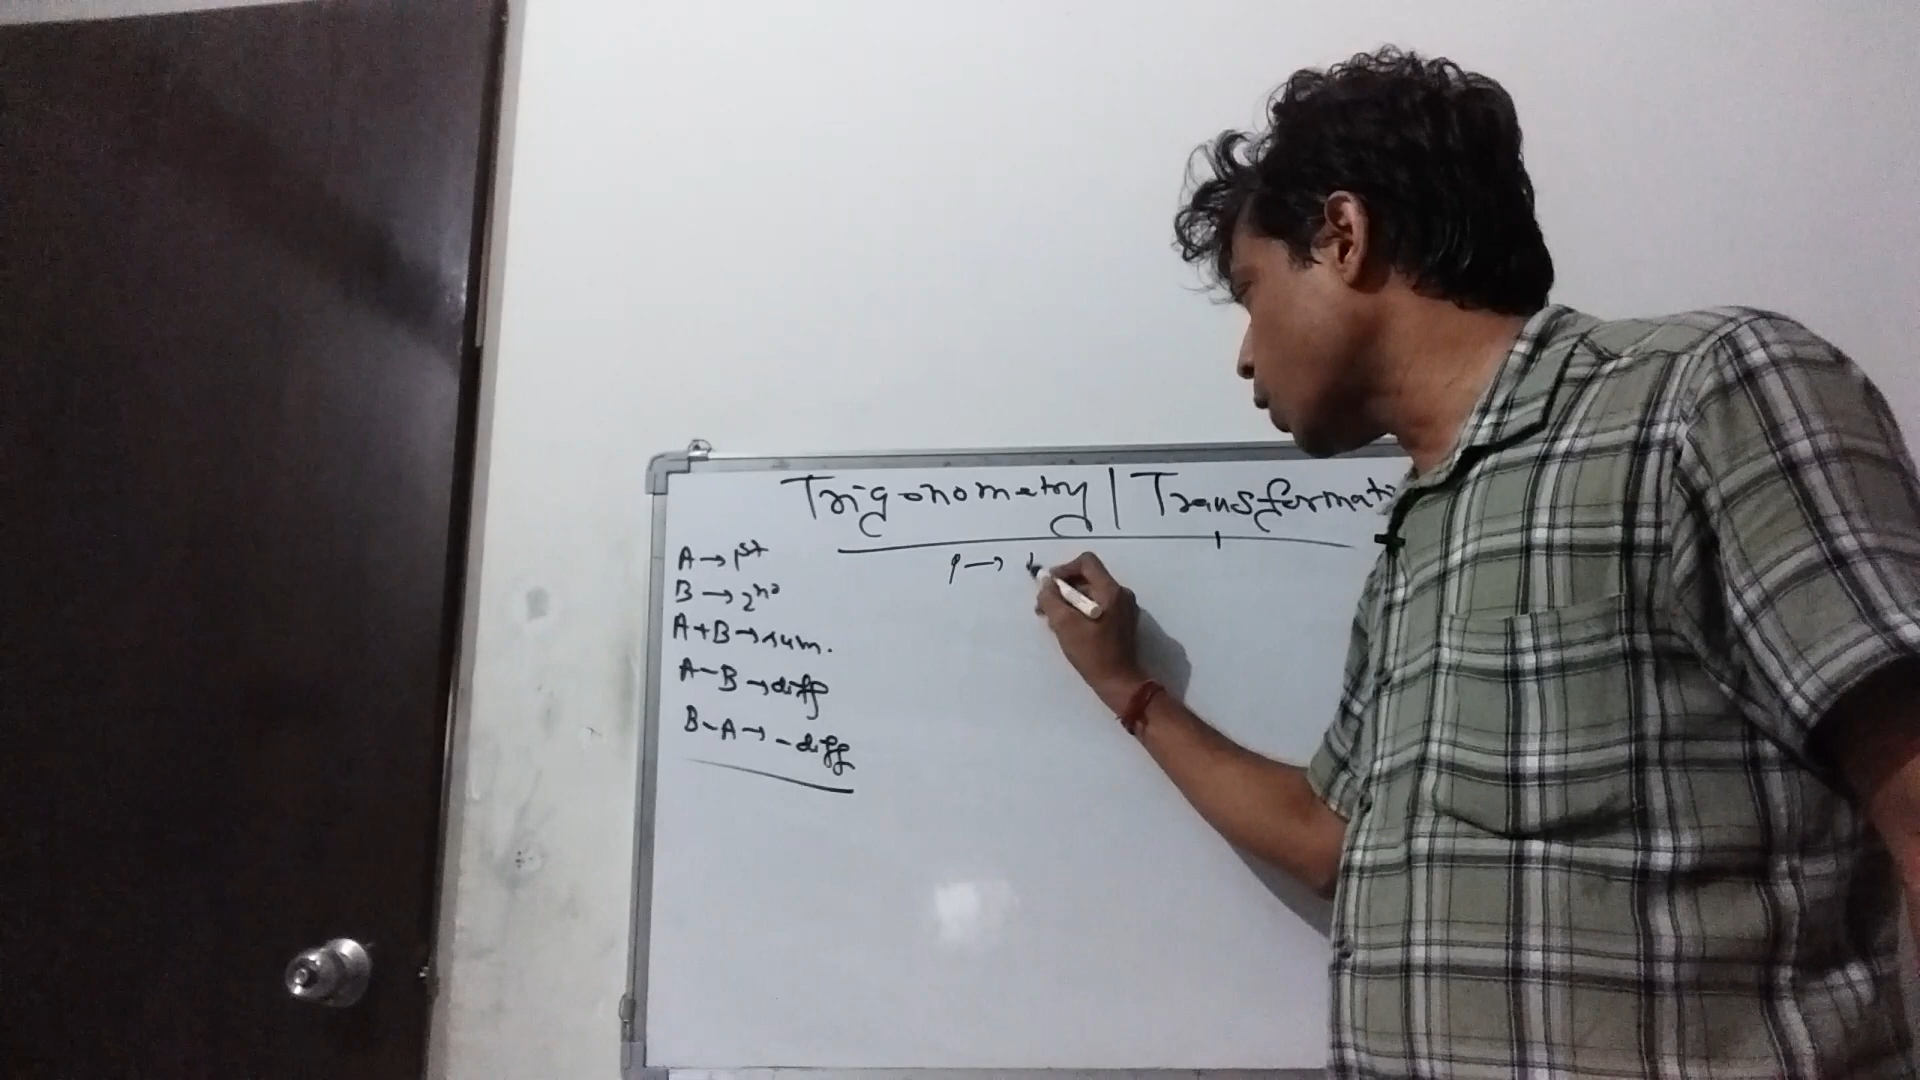 Trigonometry | Transformati
A → 1st
B → 2nd
A+B → sum.
A-B → diff
B-A → -diff